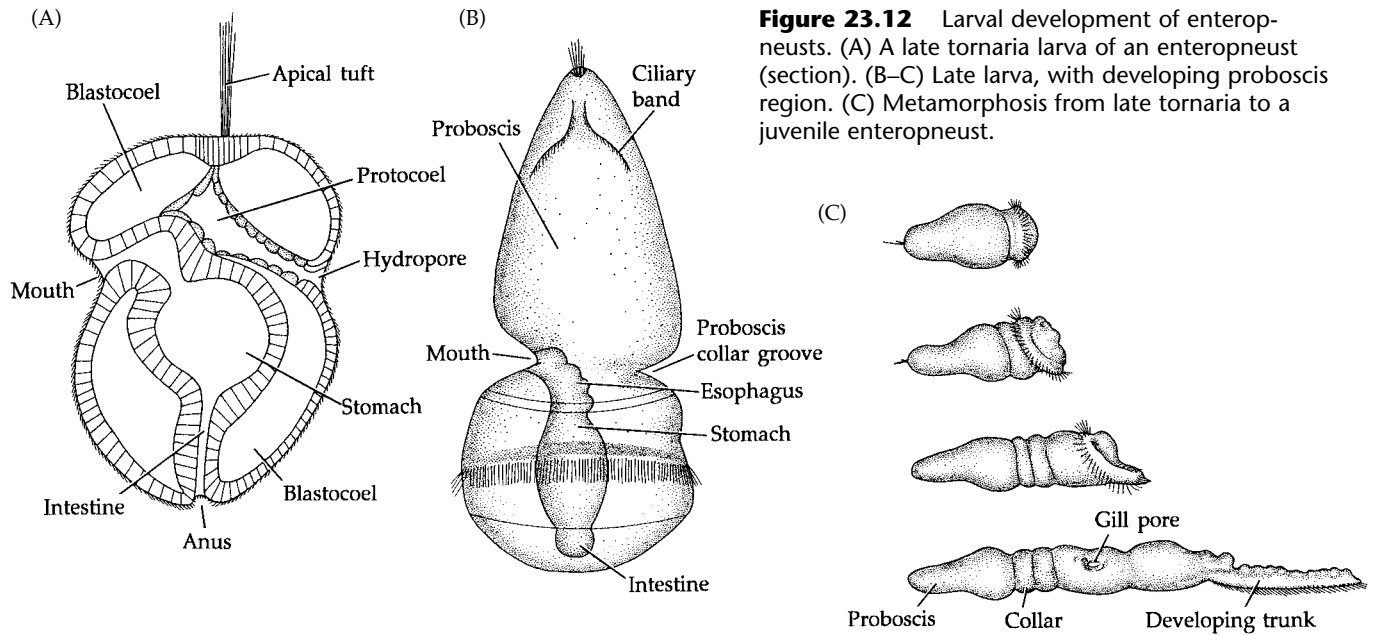 (A)
Apical tuft
Blastocoel
Protocoel
Hydropore
Mouth
Stomach
Blastocoel
Intestine
Anus
(B)
Ciliary
band
Proboscis
Proboscis
collar groove
Mouth
Esophagus
Stomach
Intestine
Figure 23.12 Larval development of enterop-
neusts. (A) A late tornaria larva of an enteropneust
(section). (B–C) Late larva, with developing proboscis
region. (C) Metamorphosis from late tornaria to a
juvenile enteropneust.
(C)
Gill pore
Proboscis
Collar
Developing trunk